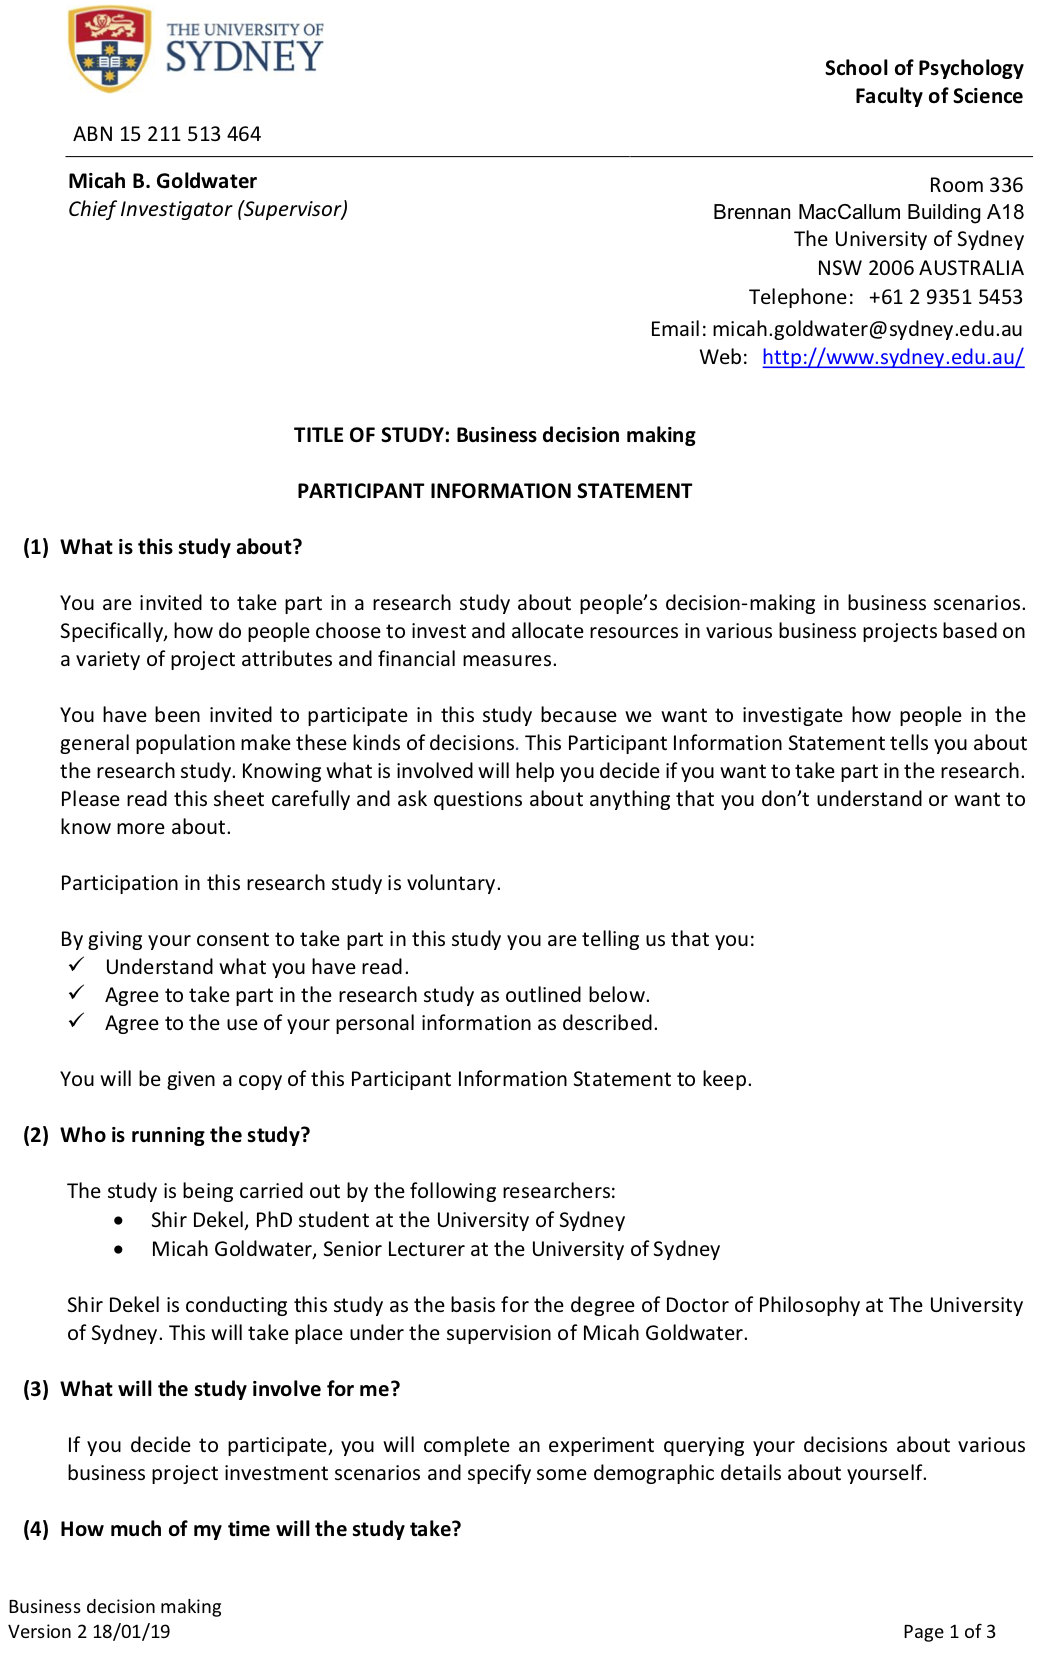 THE UNIVERSITY OF
SYDNEY
School of Psychology
Faculty of Science
ABN 15 211 513 464
Micah B. Goldwater
Chief Investigator (Supervisor)
Room 336
Brennan MacCallum Building A18
The University of Sydney
NSW 2006 AUSTRALIA
Telephone: +61 2 9351 5453
Email: micah.goldwater@sydney.edu.au
Web: http://www.sydney.edu.au/
TITLE OF STUDY: Business decision making
PARTICIPANT INFORMATION STATEMENT
(1) What is this study about?
You are invited to take part in a research study about people’s decision-making in business scenarios.
Specifically, how do people choose to invest and allocate resources in various business projects based on
a variety of project attributes and financial measures.
You have been invited to participate in this study because we want to investigate how people in the
general population make these kinds of decisions. This Participant Information Statement tells you about
the research study. Knowing what is involved will help you decide if you want to take part in the research.
Please read this sheet carefully and ask questions about anything that you don’t understand or want to
know more about.
Participation in this research study is voluntary.
By giving your consent to take part in this study you are telling us that you:
✓ Understand what you have read.
✓ Agree to take part in the research study as outlined below.
✓ Agree to the use of your personal information as described.
You will be given a copy of this Participant Information Statement to keep.
(2) Who is running the study?
The study is being carried out by the following researchers:
• Shir Dekel, PhD student at the University of Sydney
• Micah Goldwater, Senior Lecturer at the University of Sydney
Shir Dekel is conducting this study as the basis for the degree of Doctor of Philosophy at The University
of Sydney. This will take place under the supervision of Micah Goldwater.
(3) What will the study involve for me?
If you decide to participate, you will complete an experiment querying your decisions about various
business project investment scenarios and specify some demographic details about yourself.
(4) How much of my time will the study take?
Business decision making
Version 2 18/01/19
Page 1 of 3